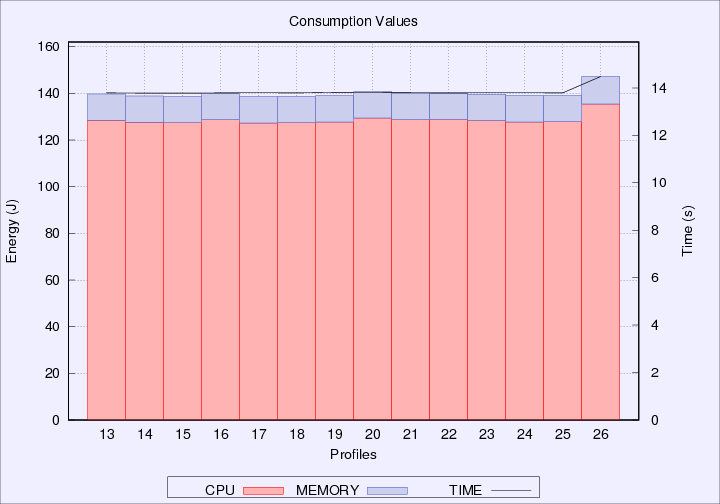 Consumption Values
160
140
120
100
80
60
40
20
0
Energy (J)
14
12
10
8
6
4
2
0
Time (s)
13 14 15 16 17 18 19 20 21 22 23 24 25 26
Profiles
CPU MEMORY TIME